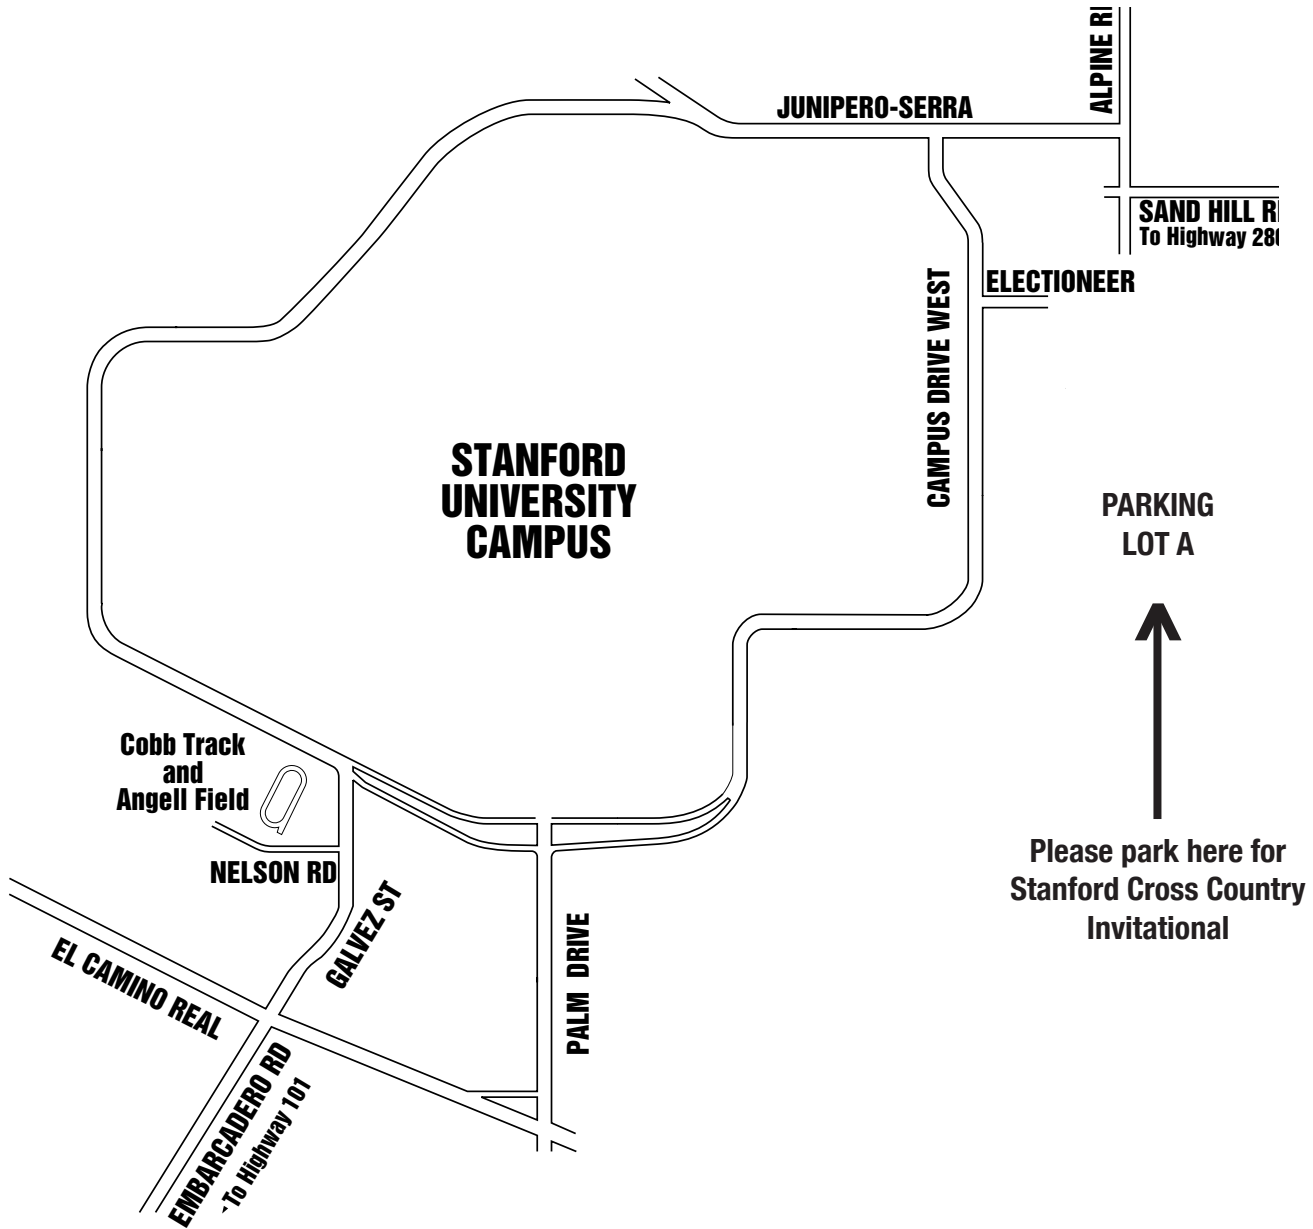 ALPINE R
JUNIPERO-SERRA
SAND HILL R
To Highway 28
ELECTIONEER
CAMPUS DRIVE WEST
STANFORD
UNIVERSITY
CAMPUS
PARKING
LOT A
Cobb Track
and
Angell Field
Please park here for
Stanford Cross Country
Invitational
NELSON RD
GALVEZ ST
PALM DRIVE
EL CAMINO REAL
EMBARCADERO RD
To Highway 101